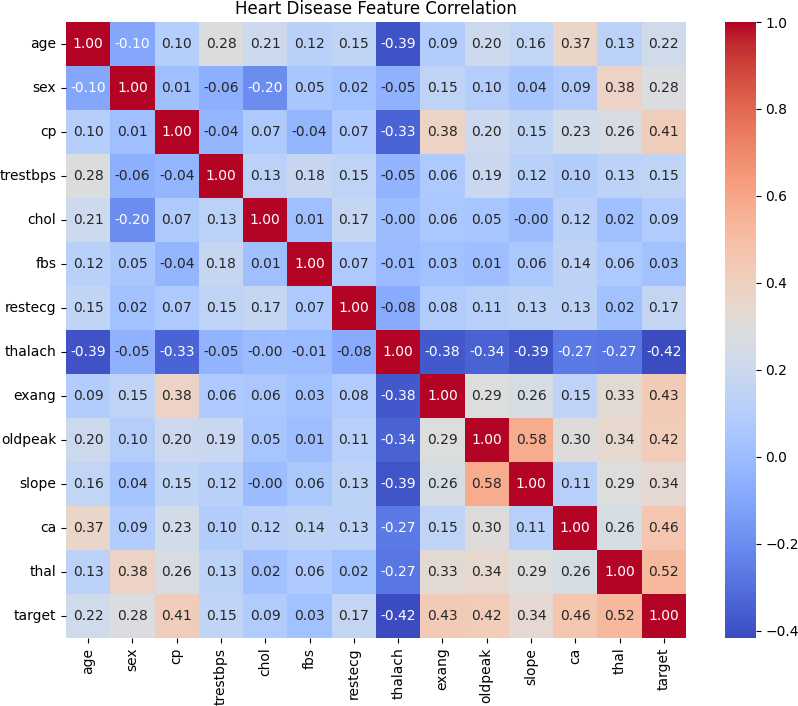 Heart Disease Feature Correlation
age 1.00 -0.10 0.10 0.28 0.21 0.12 0.15 -0.39 0.09 0.20 0.16 0.37 0.13 0.22
sex -0.10 1.00 0.01 -0.06 -0.20 0.05 0.02 -0.05 0.15 0.10 0.04 0.09 0.38 0.28
cp 0.10 0.01 1.00 -0.04 0.07 -0.04 0.07 -0.33 0.38 0.20 0.15 0.23 0.26 0.41
trestbps 0.28 -0.06 -0.04 1.00 0.13 0.18 0.15 -0.05 0.06 0.19 0.12 0.10 0.13 0.15
chol 0.21 -0.20 0.07 0.13 1.00 0.01 0.17 -0.00 0.06 0.05 -0.00 0.12 0.02 0.09
fbs 0.12 0.05 -0.04 0.18 0.01 1.00 0.07 -0.01 0.03 0.01 0.06 0.14 0.06 0.03
restecg 0.15 0.02 0.07 0.15 0.17 0.07 1.00 -0.08 0.08 0.11 0.13 0.13 0.02 0.17
thalach -0.39 -0.05 -0.33 -0.05 -0.00 -0.01 -0.08 1.00 -0.38 -0.34 -0.39 -0.27 -0.27 -0.42
exang 0.09 0.15 0.38 0.06 0.06 0.03 0.08 -0.38 1.00 0.29 0.26 0.15 0.33 0.43
oldpeak 0.20 0.10 0.20 0.19 0.05 0.01 0.11 -0.34 0.29 1.00 0.58 0.30 0.34 0.42
slope 0.16 0.04 0.15 0.12 -0.00 0.06 0.13 -0.39 0.26 0.58 1.00 0.11 0.29 0.34
ca 0.37 0.09 0.23 0.10 0.12 0.14 0.13 -0.27 0.15 0.30 0.11 1.00 0.26 0.46
thal 0.13 0.38 0.26 0.13 0.02 0.06 0.02 -0.27 0.33 0.34 0.29 0.26 1.00 0.52
target 0.22 0.28 0.41 0.15 0.09 0.03 0.17 -0.42 0.43 0.42 0.34 0.46 0.52 1.00
age sex cp trestbps chol fbs restecg thalach exang oldpeak slope ca thal target
1.0
0.8
0.6
0.4
0.2
0.0
−0.2
−0.4